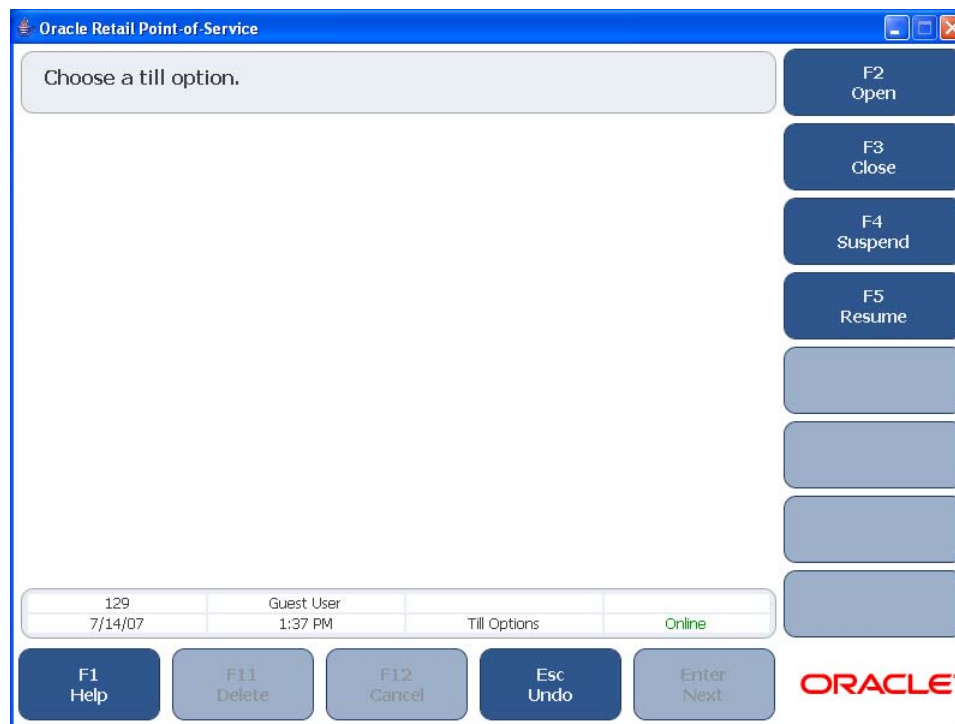 Oracle Retail Point-of-Service
Choose a till option.
F2
Open
F3
Close
F4
Suspend
F5
Resume
129 Guest User
7/14/07 1:37 PM Till Options Online
F1
Help
F11
Delete
F12
Cancel
Esc
Undo
Enter
Next
ORACLE